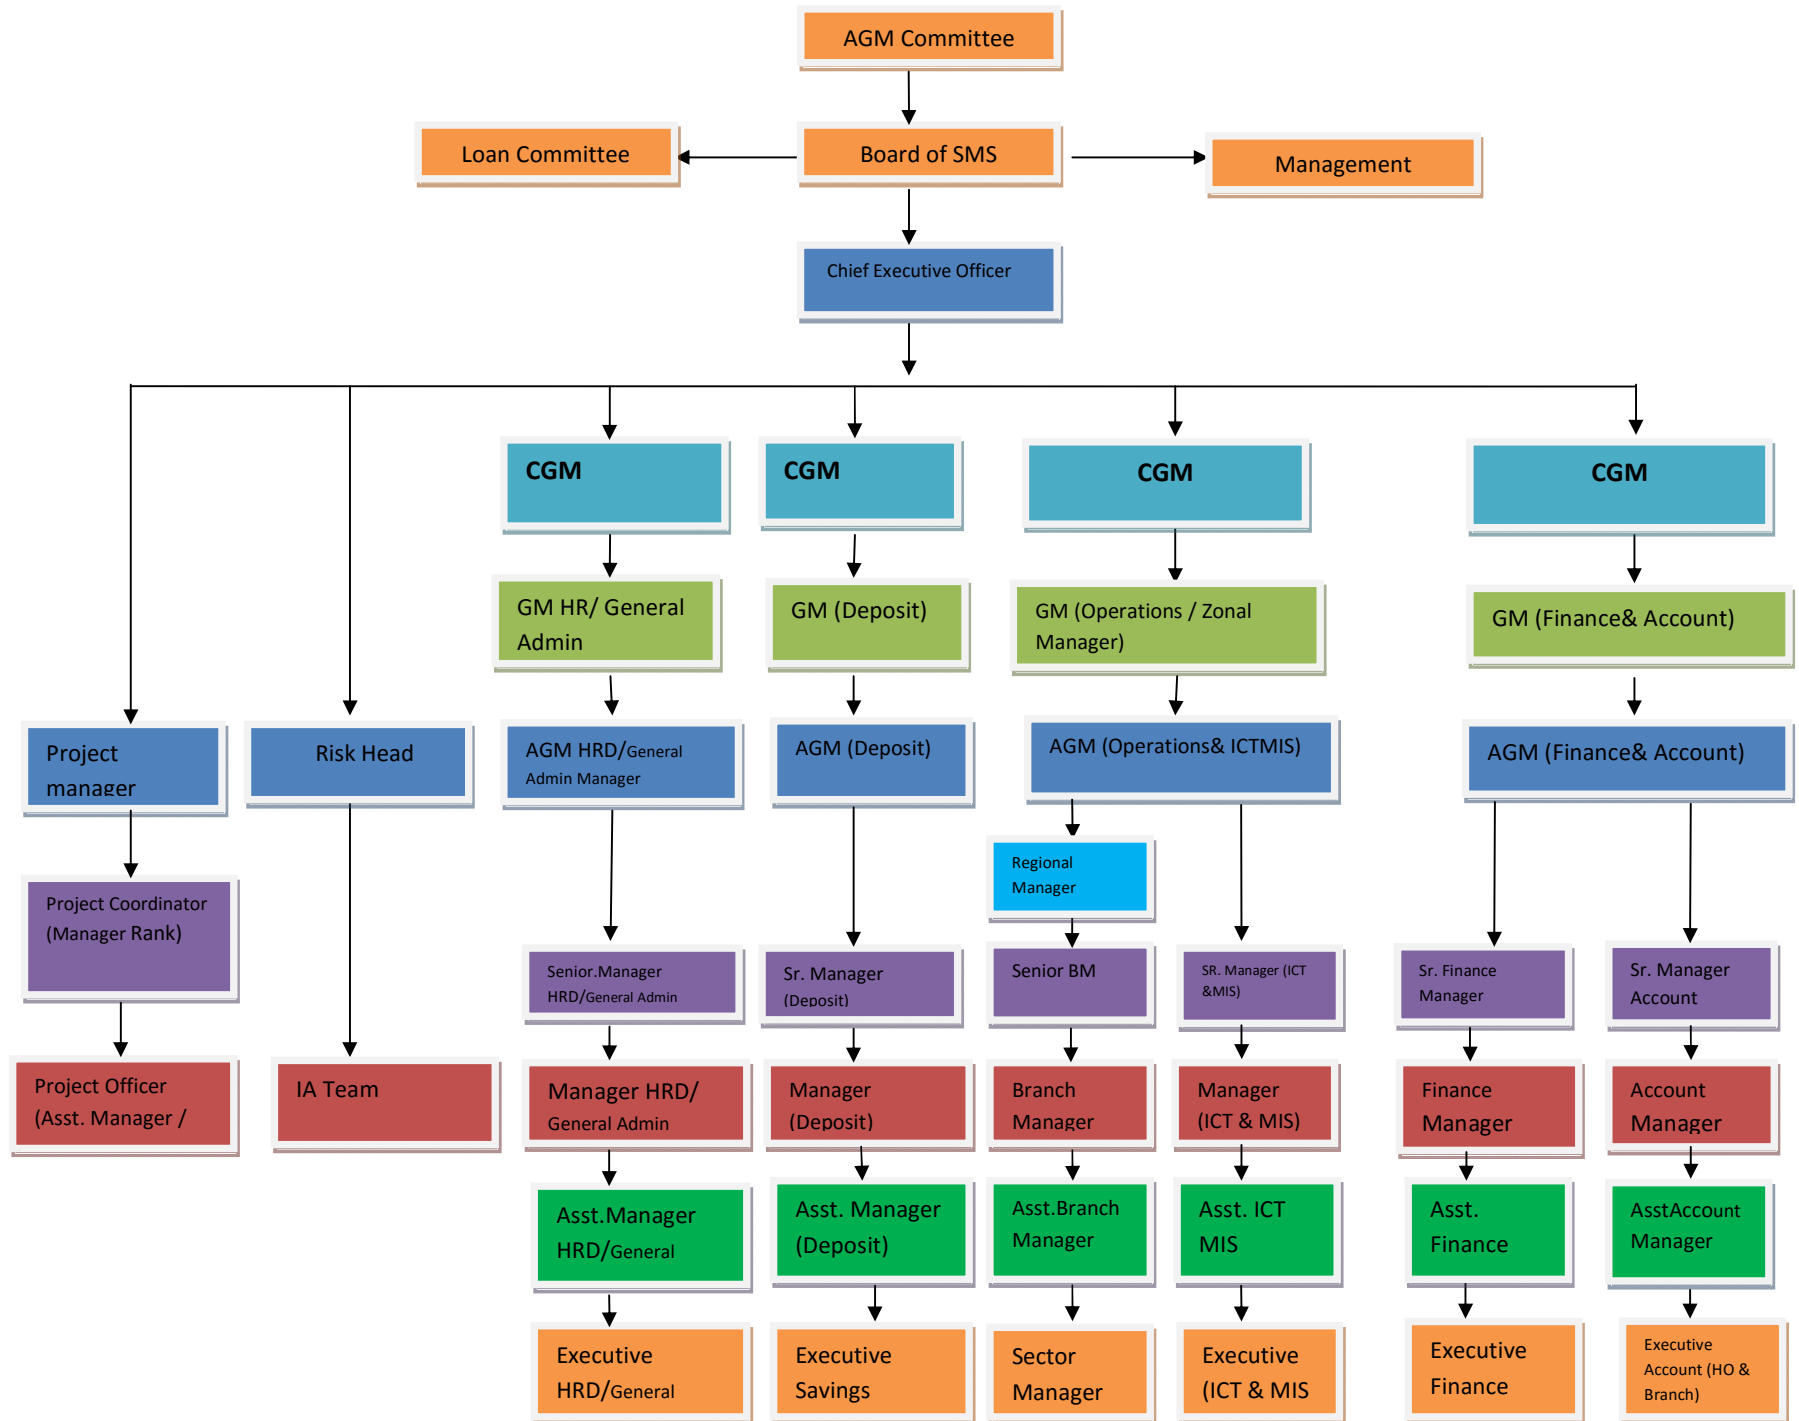 AGM Committee
Loan Committee
Board of SMS
Management
Chief Executive Officer
CGM
CGM
CGM
CGM
GM HR/ General
Admin
GM (Deposit)
GM (Operations / Zonal
Manager)
GM (Finance& Account)
Project
manager
Risk Head
AGM HRD/General
Admin Manager
AGM (Deposit)
AGM (Operations& ICTMIS)
AGM (Finance& Account)
Regional
Manager
Project Coordinator
(Manager Rank)
Senior.Manager
HRD/General Admin
Sr. Manager
(Deposit)
Senior BM
SR. Manager (ICT
&MIS)
Sr. Finance
Manager
Sr. Manager
Account
Project Officer
(Asst. Manager /
IA Team
Manager HRD/
General Admin
Manager
(Deposit)
Branch
Manager
Manager
(ICT & MIS)
Finance
Manager
Account
Manager
Asst.Manager
HRD/General
Asst. Manager
(Deposit)
Asst.Branch
Manager
Asst. ICT
MIS
Asst.
Finance
AsstAccount
Manager
Executive
HRD/General
Executive
Savings
Sector
Manager
Executive
(ICT & MIS
Executive
Finance
Executive
Account (HO &
Branch)